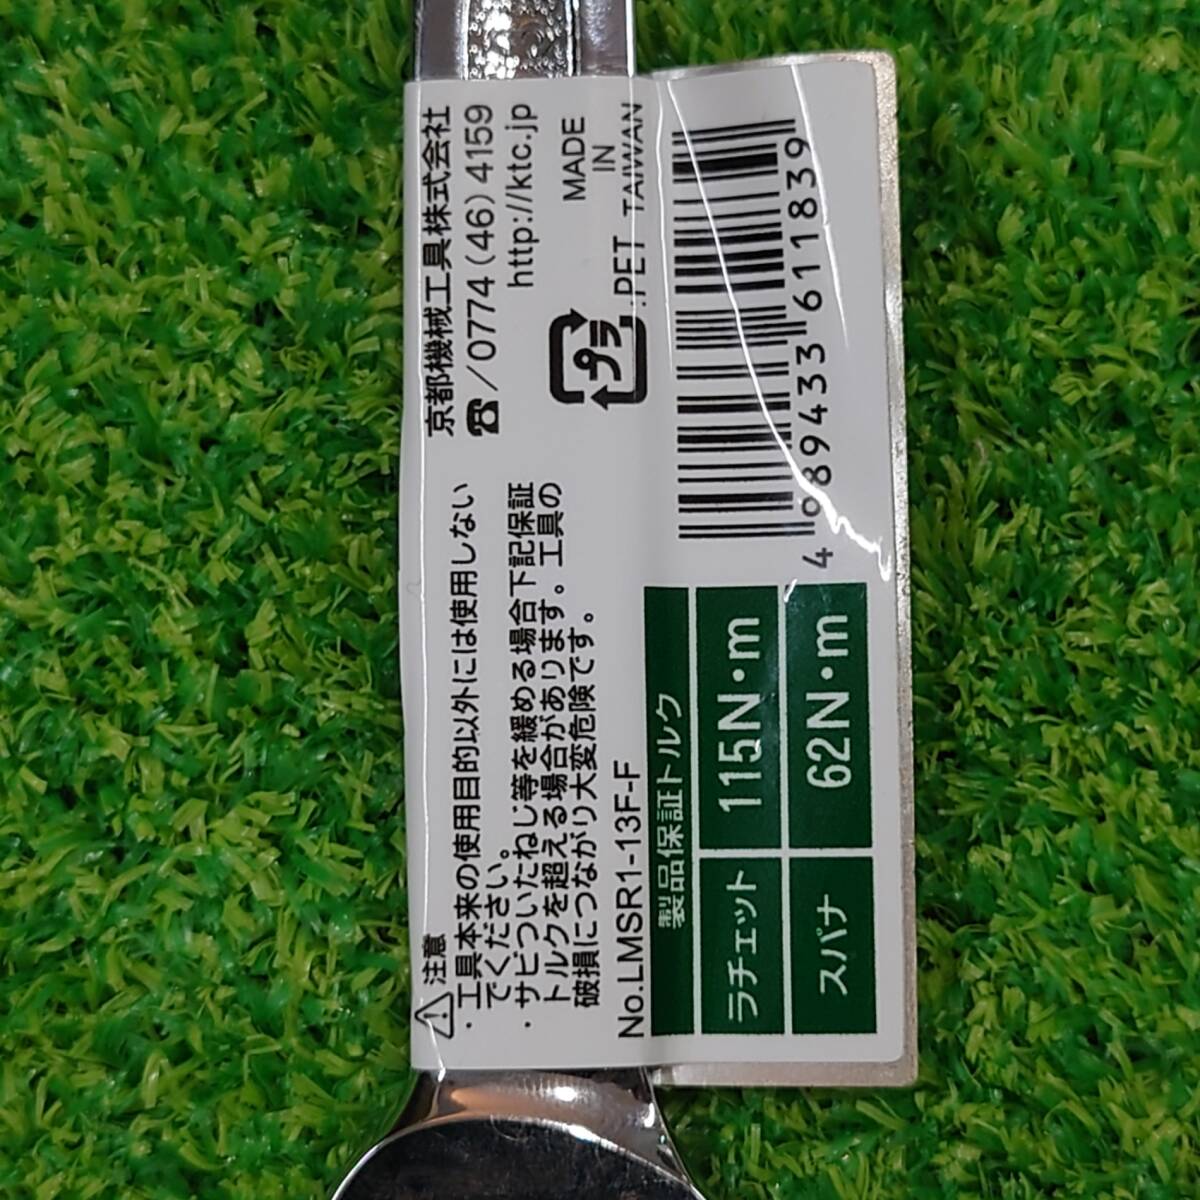 ⚠注意
・工具本来の使用目的以外には使用しない
でください。
・サビついたねじ等を緩める場合下記保証
トルクを超える場合があります。工具の
破損につながり大変危険です。
No.LMSR1-13F-F
製品保証トルク
ラチェット 115N・m
スパナ 62N・m
京都機械工具株式会社
☎/0774(46)4159
http://ktc.jp
プラ
:PET
MADE
IN
TAIWAN
4 989433 611839